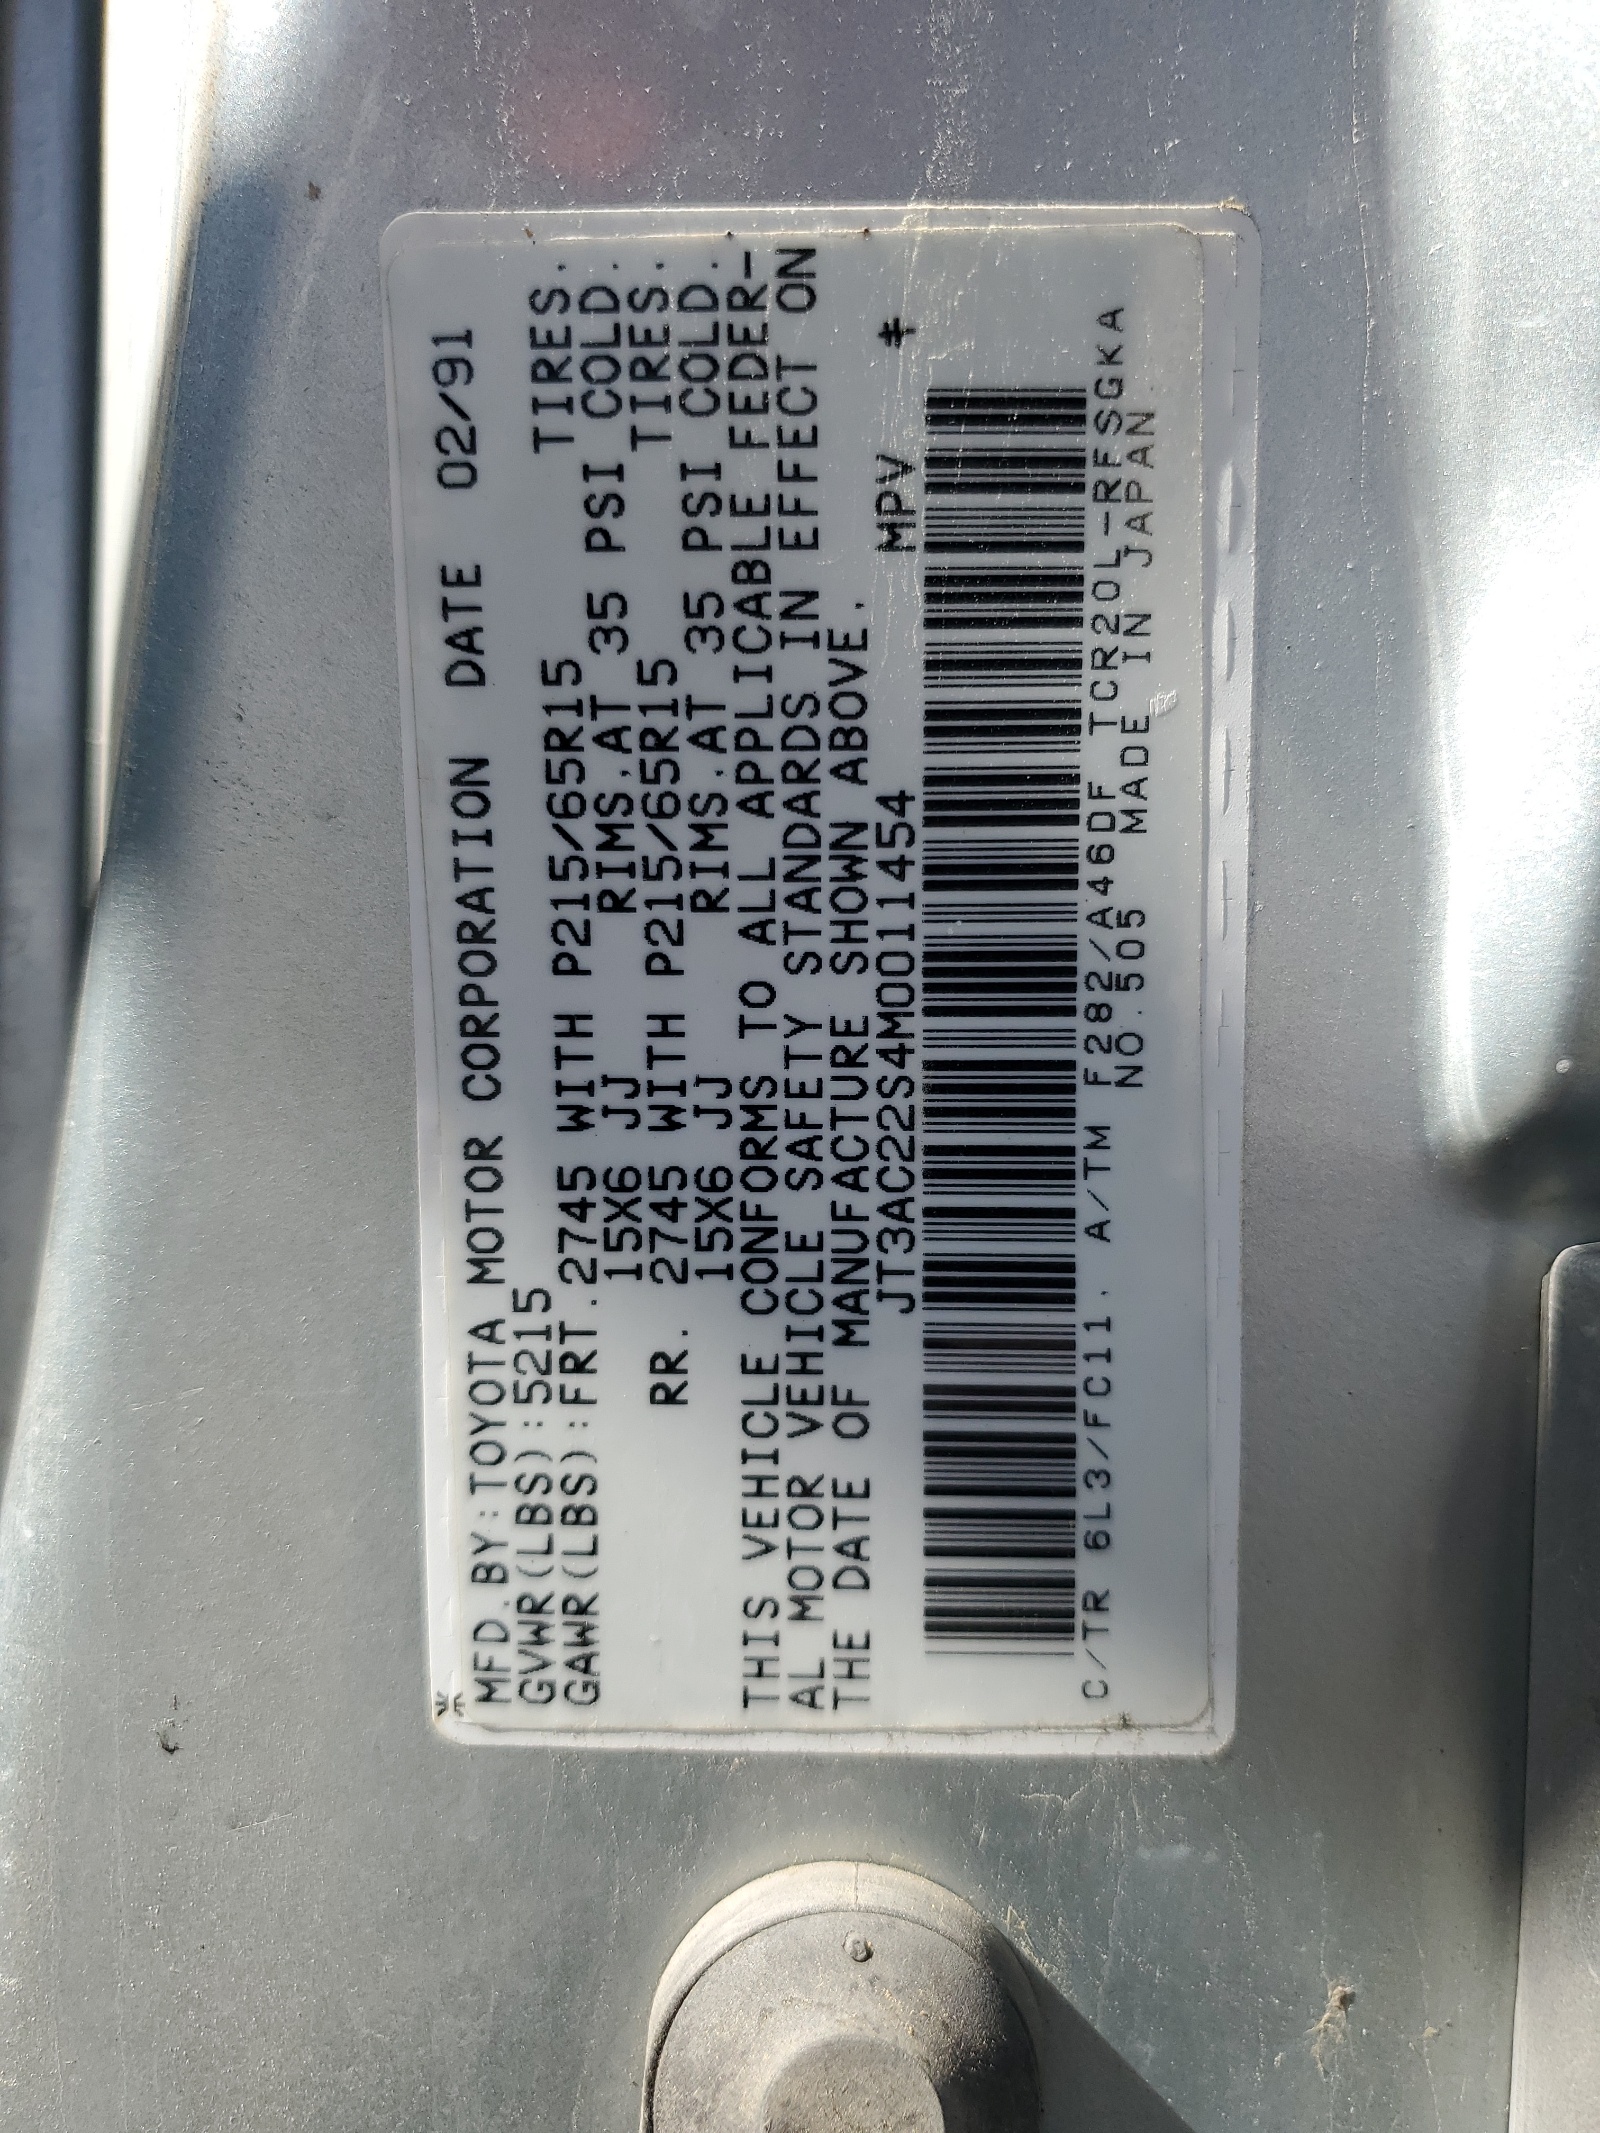 MFD.BY:TOYOTA MOTOR CORPORATION DATE 02/91
GVWR(LBS):5215
GAWR(LBS):FRT.2745 WITH P215/65R15 TIRES.
15X6 JJ RIMS.AT 35 PSI COLD.
RR. 2745 WITH P215/65R15 TIRES.
15X6 JJ RIMS.AT 35 PSI COLD.
THIS VEHICLE CONFORMS TO ALL APPLICABLE FEDER-
AL MOTOR VEHICLE SAFETY STANDARDS IN EFFECT ON
THE DATE OF MANUFACTURE SHOWN ABOVE.
JT3AC22S4M0011454 MPV #
C/TR 6L3/FC11. A/TM F282/A46DF TCR20L-RFSGKA
NO.505 MADE IN JAPAN.